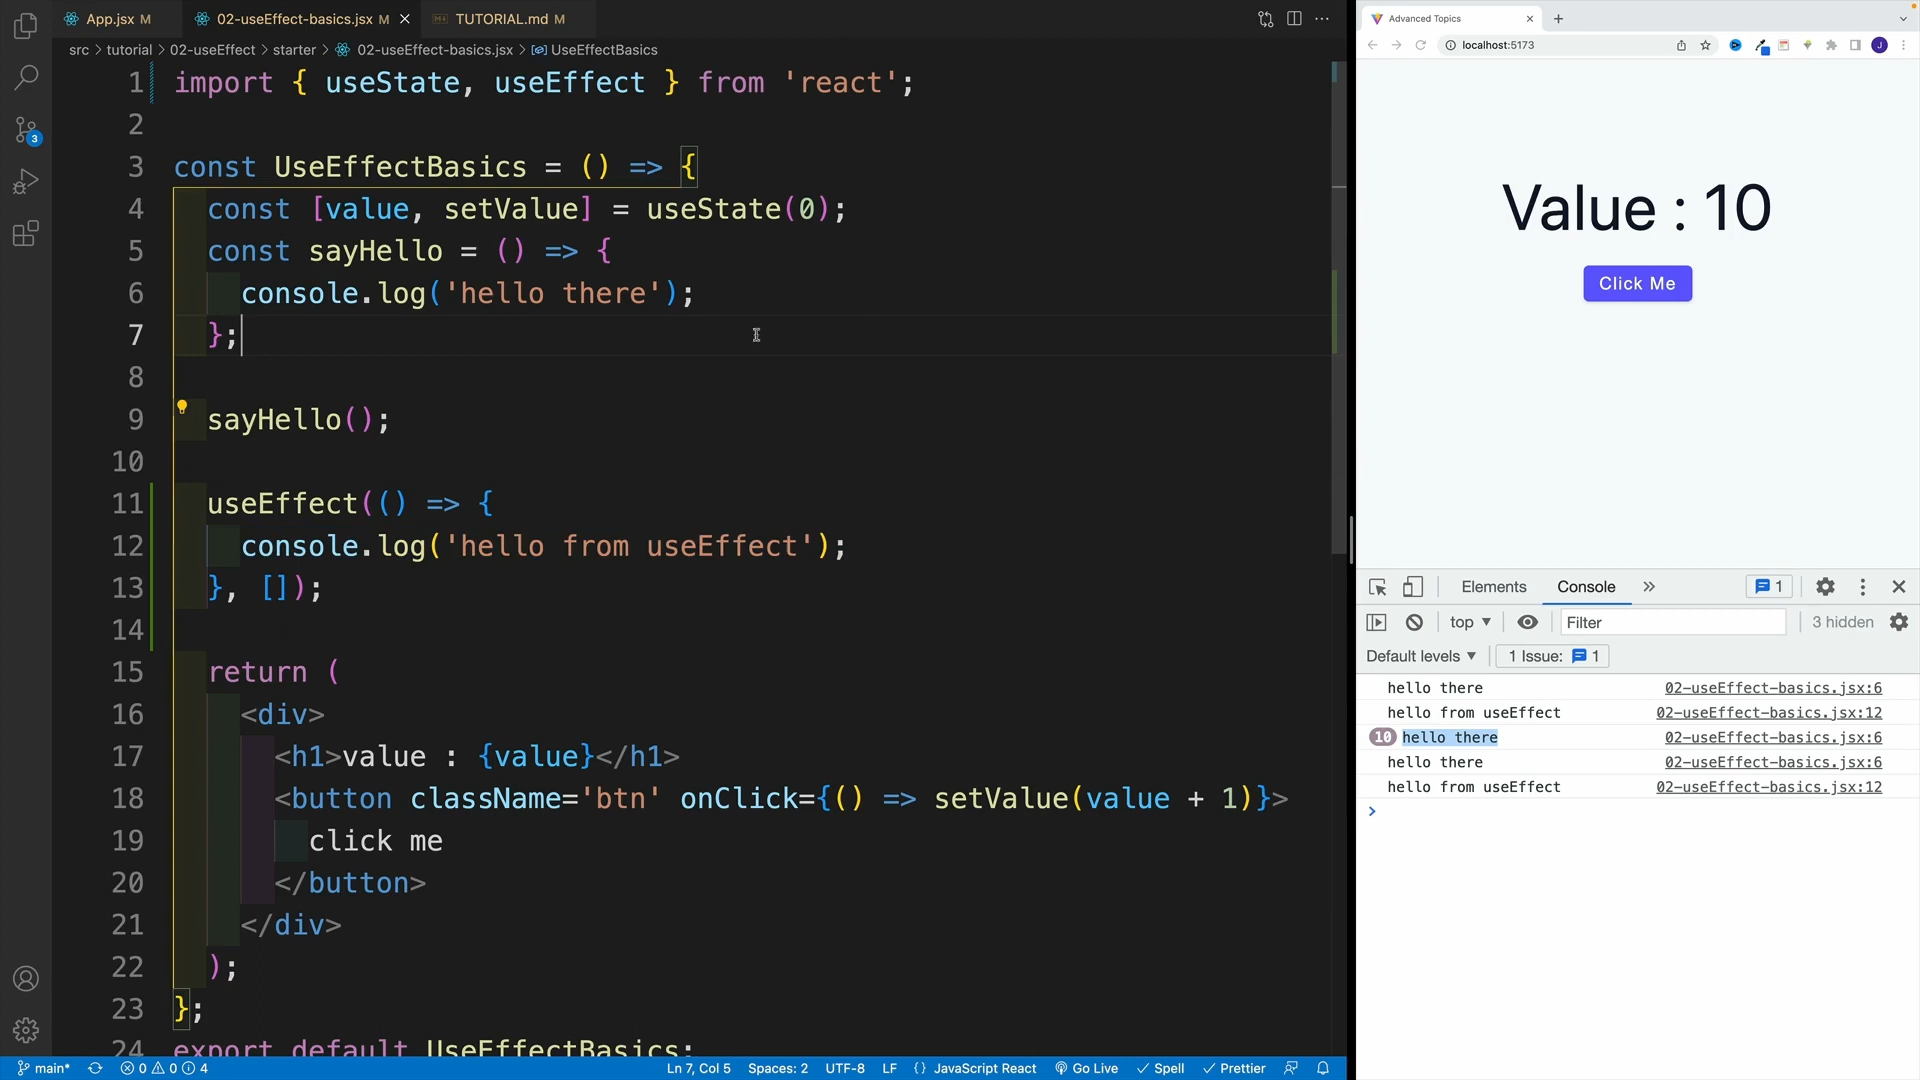 App.jsx M
02-useEffect-basics.jsx M
TUTORIAL.md M
src > tutorial > 02-useEffect > starter > 02-useEffect-basics.jsx > UseEffectBasics
1 import { useState, useEffect } from 'react';
2
3 const UseEffectBasics = () => {
4 const [value, setValue] = useState(0);
5 const sayHello = () => {
6 console.log('hello there');
7 };
8
9 sayHello();
10
11 useEffect(() => {
12 console.log('hello from useEffect');
13 }, []);
14
15 return (
16 <div>
17 <h1>value : {value}</h1>
18 <button className='btn' onClick={() => setValue(value + 1)}>
19 click me
20 </button>
21 </div>
22 );
23 };
24 export default UseEffectBasics;
3
main* 0 0 4
Ln 7, Col 5 Spaces: 2 UTF-8 LF {} JavaScript React Go Live Spell Prettier
Advanced Topics
localhost:5173
J
Value : 10
Click Me
Elements Console 1
top Filter 3 hidden
Default levels 1 Issue: 1
hello there 02-useEffect-basics.jsx:6
hello from useEffect 02-useEffect-basics.jsx:12
10 hello there 02-useEffect-basics.jsx:6
hello there 02-useEffect-basics.jsx:6
hello from useEffect 02-useEffect-basics.jsx:12